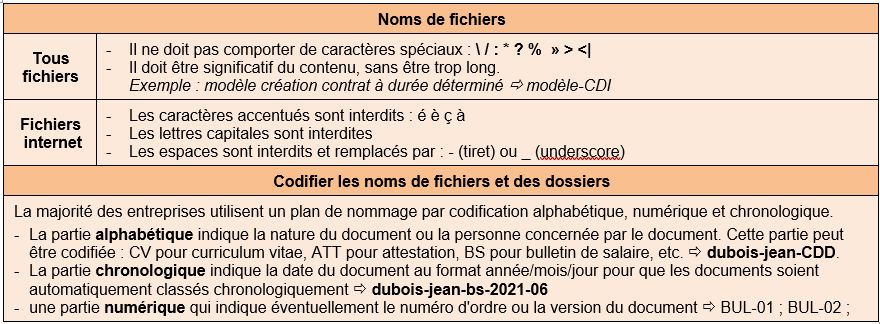 Noms de fichiers
Tous fichiers
- Il ne doit pas comporter de caractères spéciaux : \ / : * ? % » > <|
- Il doit être significatif du contenu, sans être trop long.
Exemple : modèle création contrat à durée déterminé ⇨ modèle-CDI
Fichiers internet
- Les caractères accentués sont interdits : é è ç à
- Les lettres capitales sont interdites
- Les espaces sont interdits et remplacés par : - (tiret) ou _ (underscore)
Codifier les noms de fichiers et des dossiers
La majorité des entreprises utilisent un plan de nommage par codification alphabétique, numérique et chronologique.
- La partie alphabétique indique la nature du document ou la personne concernée par le document. Cette partie peut
être codifiée : CV pour curriculum vitae, ATT pour attestation, BS pour bulletin de salaire, etc. ⇨ dubois-jean-CDD.
- La partie chronologique indique la date du document au format année/mois/jour pour que les documents soient
automatiquement classés chronologiquement ⇨ dubois-jean-bs-2021-06
- une partie numérique qui indique éventuellement le numéro d'ordre ou la version du document ⇨ BUL-01 ; BUL-02 ;